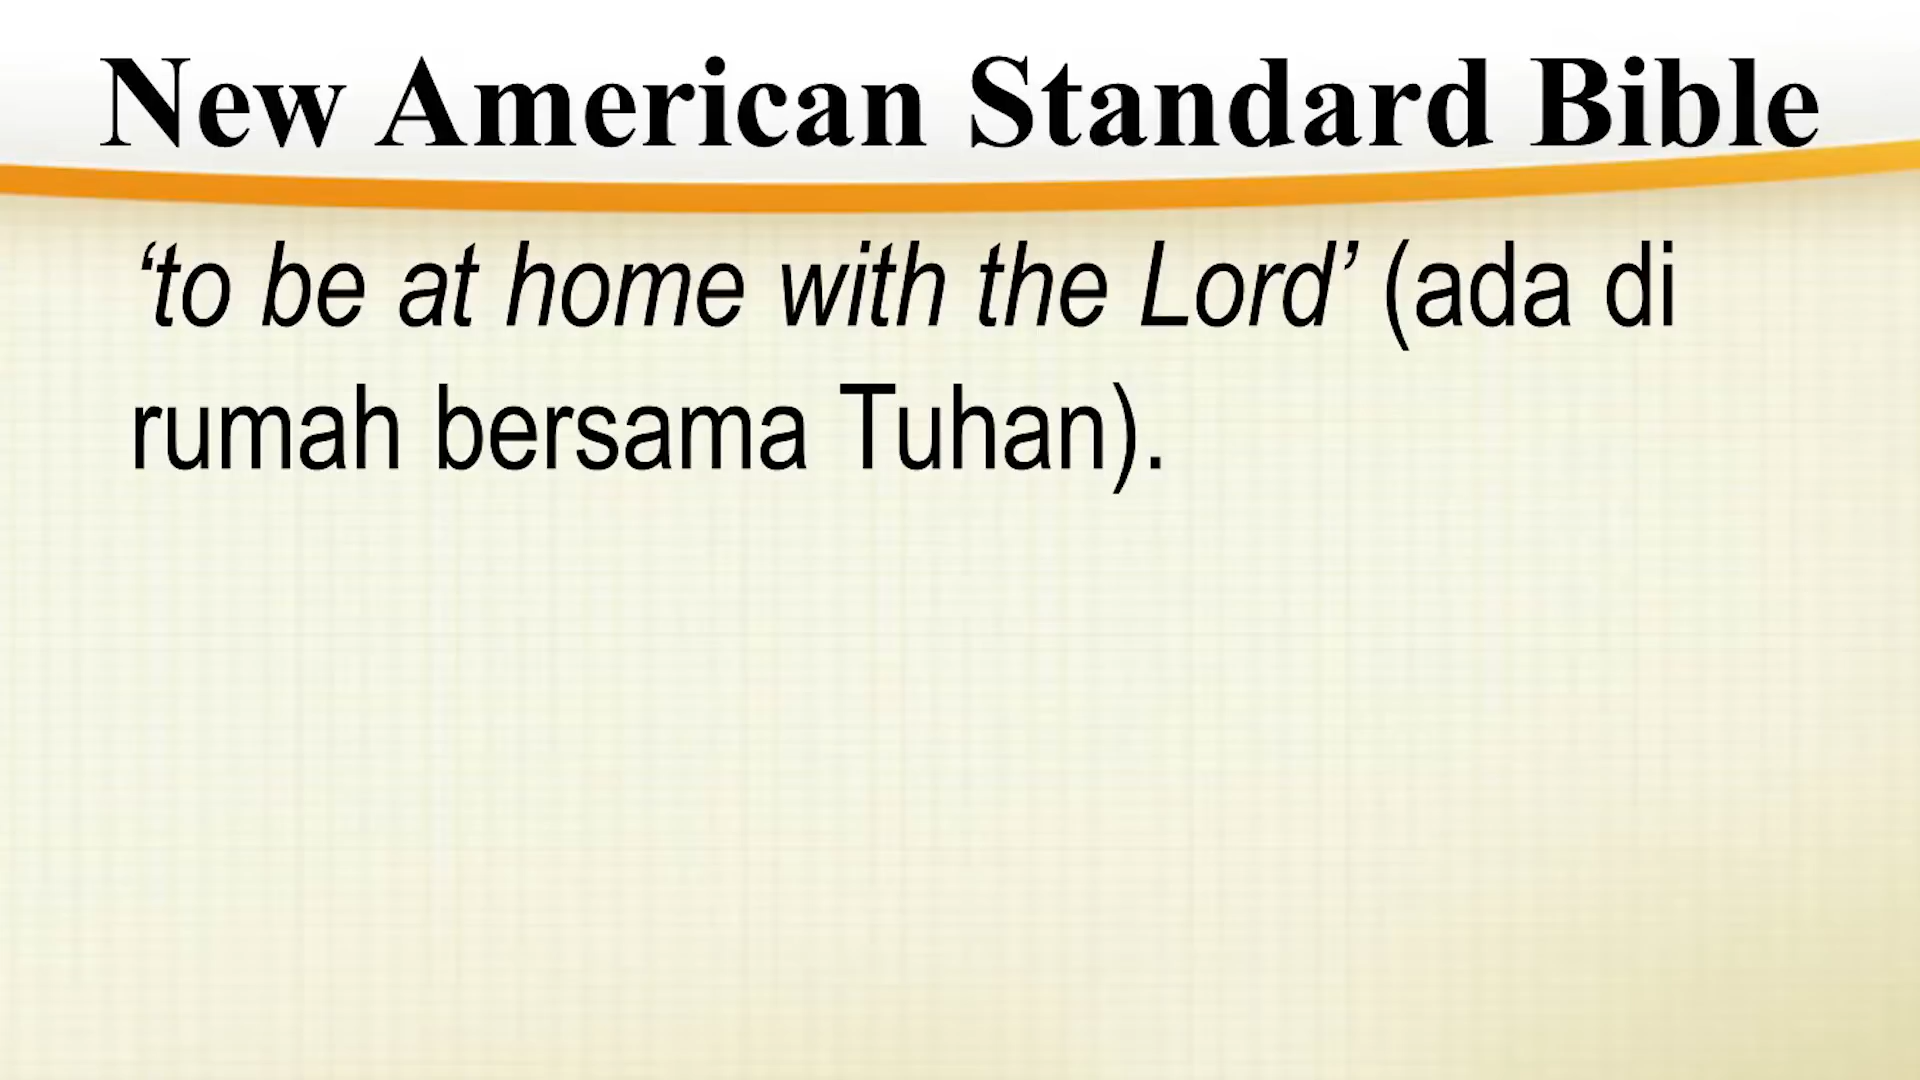 New American Standard Bible
‘to be at home with the Lord’ (ada di
rumah bersama Tuhan).